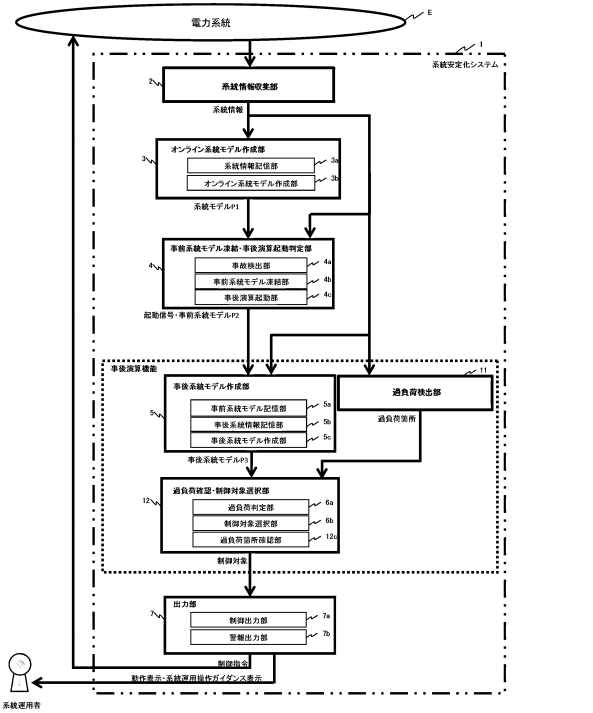 電力系統
E
1
系統安定化システム
2
系統情報収集部
系統情報
オンライン系統モデル作成部
3
系統情報記憶部
3a
オンライン系統モデル作成部
3b
系統モデルP1
事前系統モデル凍結・事後演算起動判定部
4
事故検出部
4a
事前系統モデル凍結部
4b
事後演算起動部
4c
起動信号・事前系統モデルP2
事後演算機能
11
事後系統モデル作成部
過負荷検出部
5
事前系統モデル記憶部
5a
事後系統情報記憶部
5b
事後系統モデル作成部
5c
過負荷箇所
事後系統モデルP3
過負荷確認・制御対象選択部
12
過負荷判定部
6a
制御対象選択部
6b
過負荷箇所確認部
12c
制御対象
出力部
7
制御出力部
7a
警報出力部
7b
制御指令
動作表示・系統運用操作ガイダンス表示
系統運用者